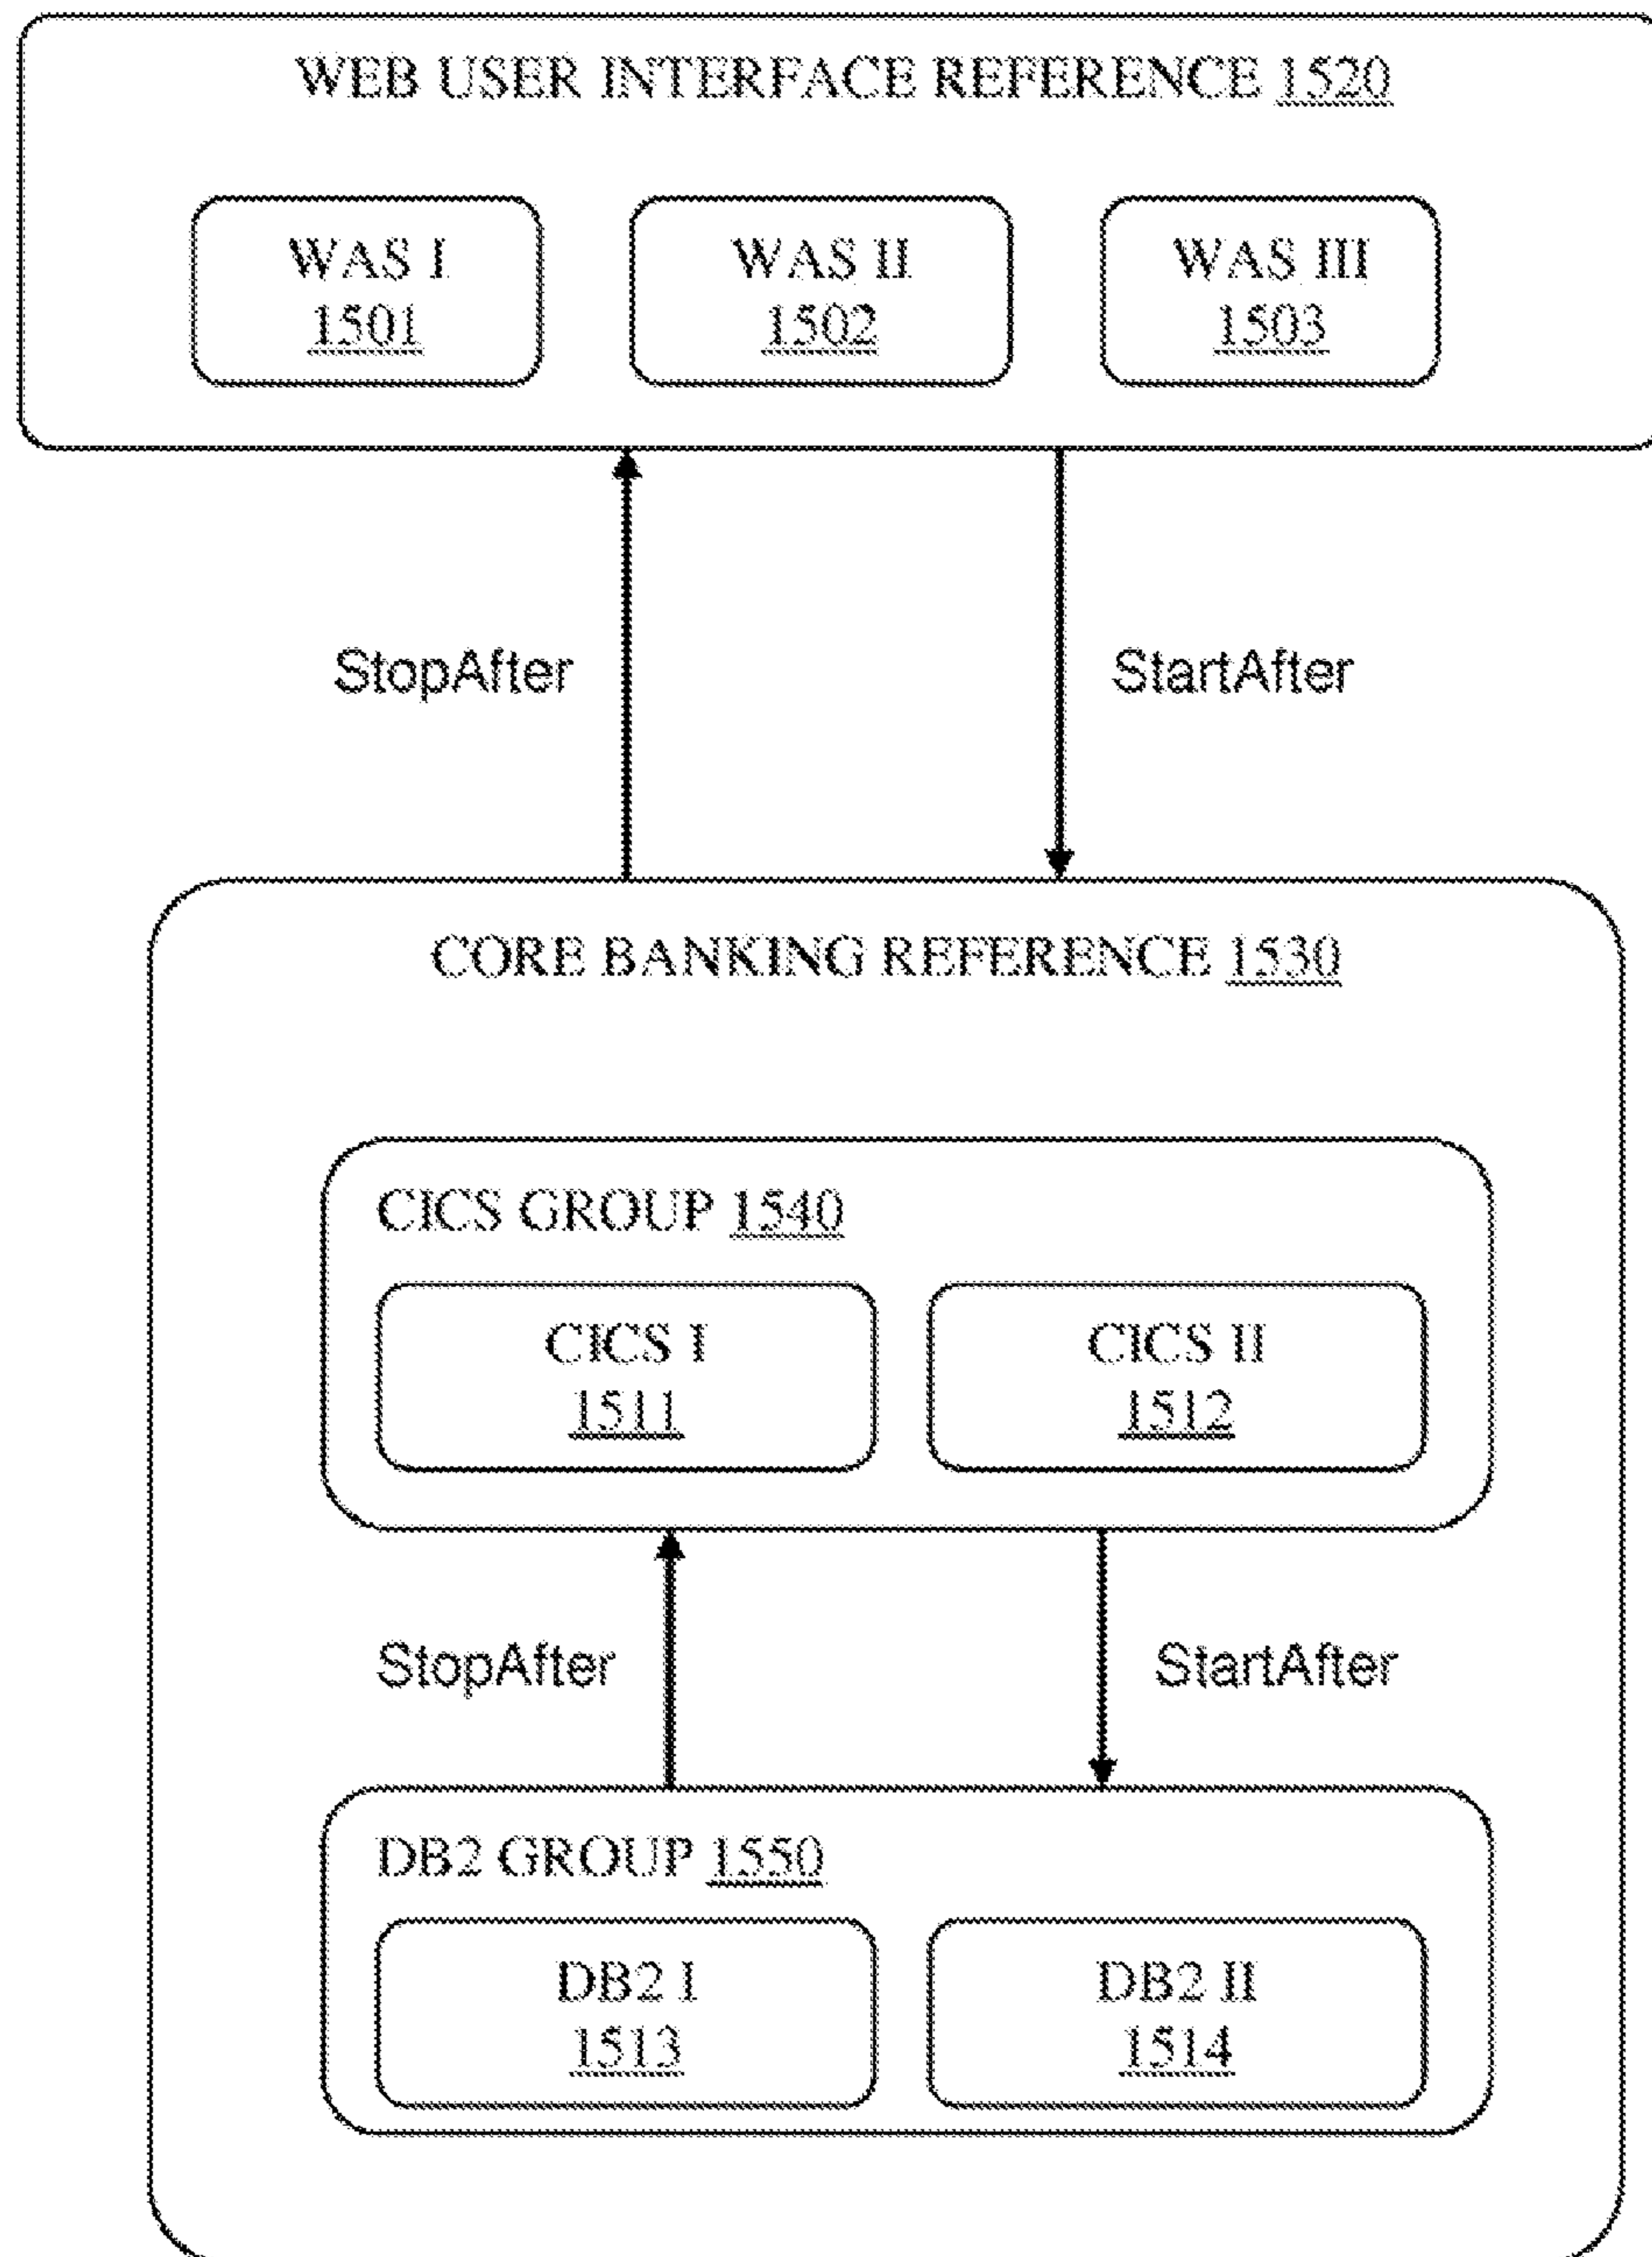 WEB USER INTERFACE REFERENCE 1520
WAS I
1501
WAS II
1502
WAS III
1503
StopAfter
StartAfter
CORE BANKING REFERENCE 1530
CICS GROUP 1540
CICS I
1511
CICS II
1512
StopAfter
StartAfter
DB2 GROUP 1550
DB2 I
1513
DB2 II
1514